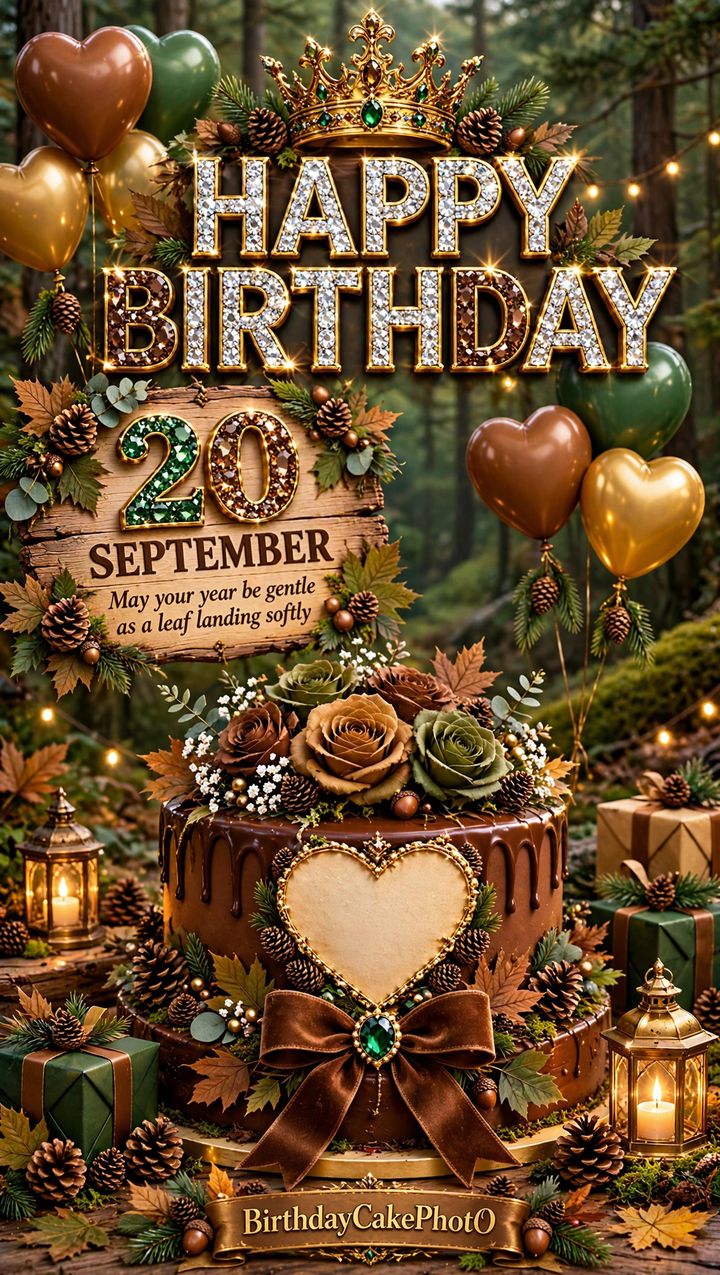 HAPPY
BIRTHDAY
20
SEPTEMBER
May your year be gentle
as a leaf landing softly
BirthdayCakePhotO